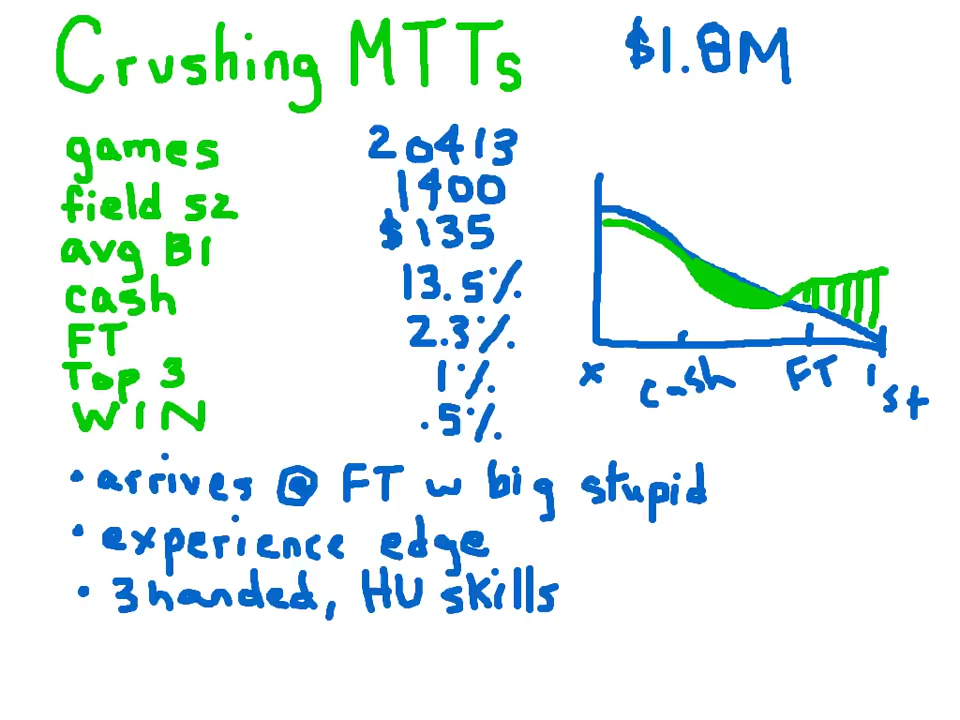 Crushing MTTs $1.8M
games 20413
field sz 1400
avg BI $135
cash 13.5%
FT 2.3%
Top 3 1%
WIN .5%
x cash FT 1st
• arrives @ FT w big stupid
• experience edge
• 3handed, HU skills